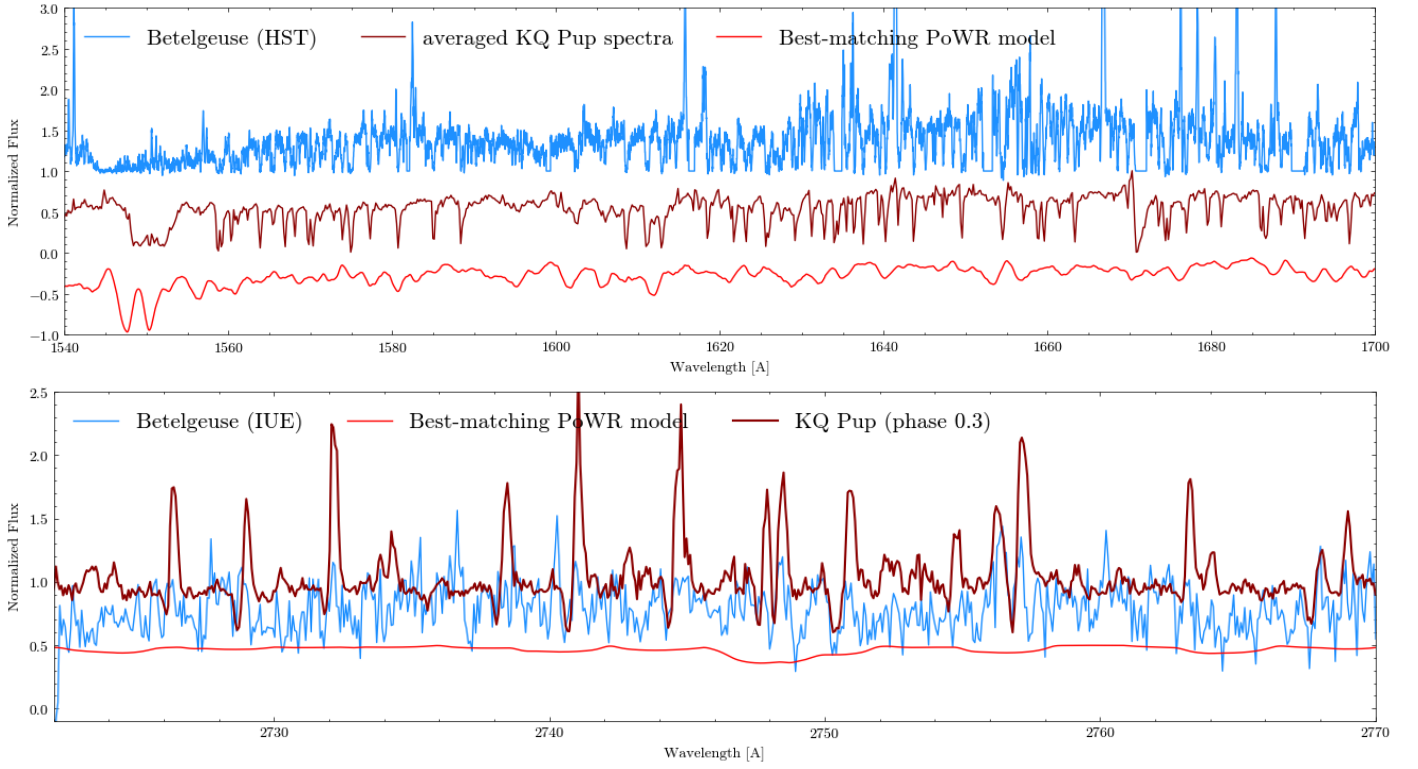 3.0
2.5
2.0
1.5
1.0
0.5
0.0
−0.5
−1.0
Normalized Flux
Betelgeuse (HST) averaged KQ Pup spectra Best-matching PoWR model
1540 1560 1580 1600 1620 1640 1660 1680 1700
Wavelength [A]
2.5
2.0
1.5
1.0
0.5
0.0
Normalized Flux
Betelgeuse (IUE) Best-matching PoWR model KQ Pup (phase 0.3)
2730 2740 2750 2760 2770
Wavelength [A]